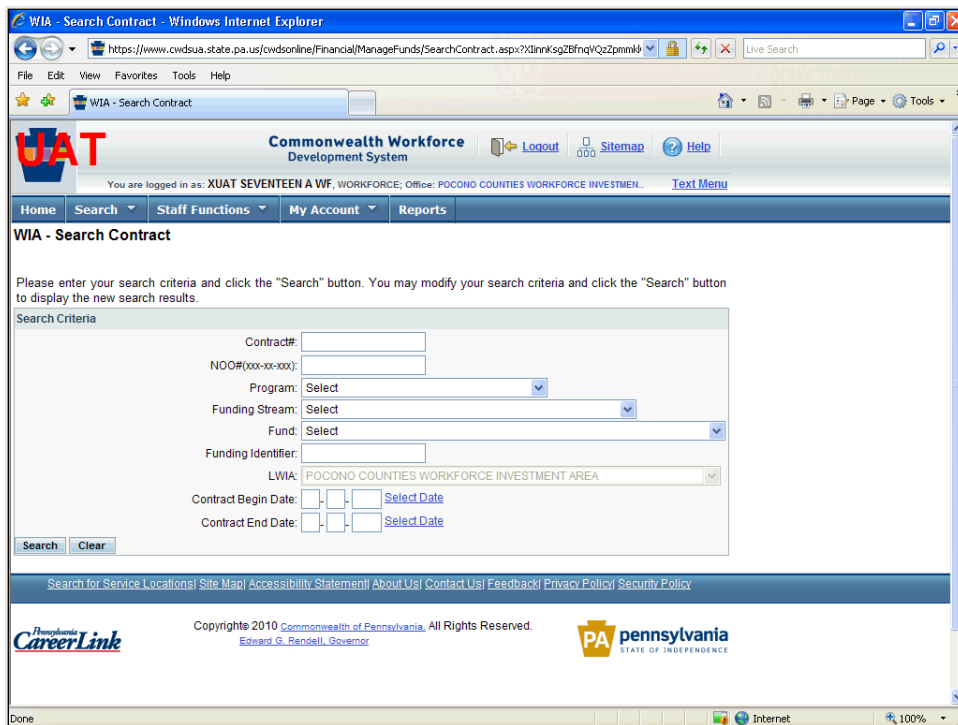 WIA - Search Contract - Windows Internet Explorer
https://www.cwdsua.state.pa.us/cwdsonline/Financial/ManageFunds/SearchContract.aspx?
Live Search
File Edit View Favorites Tools Help
WIA - Search Contract
Page Tools
UAT
Commonwealth Workforce
Development System
Logout Sitemap Help
You are logged in as: XUAT SEVENTEEN A WF, WORKFORCE; Office: POCONO COUNTIES WORKFORCE INVESTMEN.. Text Menu
Home Search Staff Functions My Account Reports
WIA - Search Contract
Please enter your search criteria and click the "Search" button. You may modify your search criteria and click the "Search" button
to display the new search results.
Search Criteria
Contract#:
NOO#(xxx-xx-xxx):
Program: Select
Funding Stream: Select
Fund: Select
Funding Identifier:
LWIA: POCONO COUNTIES WORKFORCE INVESTMENT AREA
Contract Begin Date: - - Select Date
Contract End Date: - - Select Date
Search Clear
Search for Service Locations| Site Map| Accessibility Statement| About Us| Contact Us| Feedback| Privacy Policy| Security Policy
Pennsylvania
CareerLink
Copyright© 2010 Commonwealth of Pennsylvania. All Rights Reserved.
Edward G. Rendell, Governor
PA pennsylvania
STATE OF INDEPENDENCE
Done Internet 100%